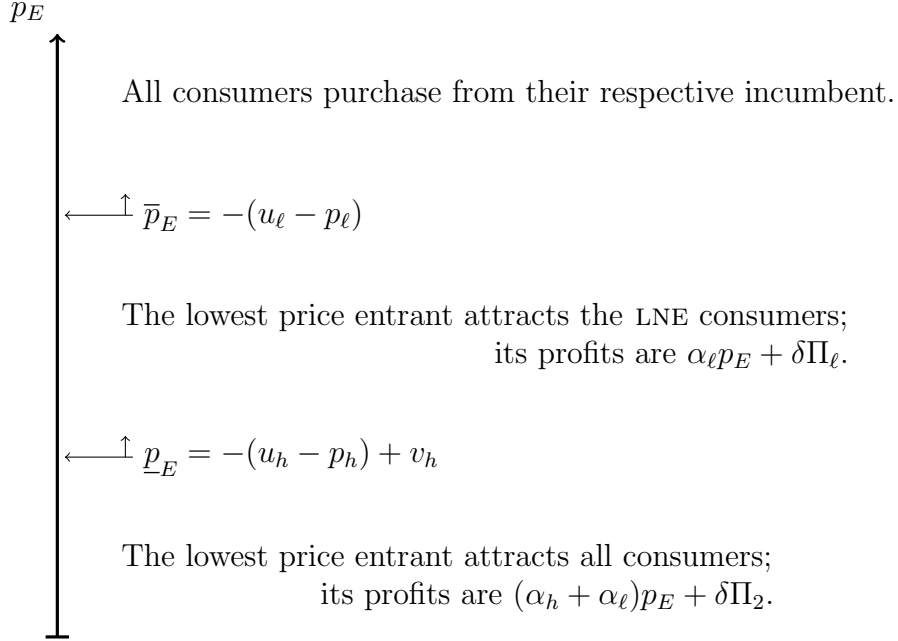 p_E
All consumers purchase from their respective incumbent.
p̅_E = −(u_ℓ − p_ℓ)
The lowest price entrant attracts the LNE consumers;
its profits are α_ℓ p_E + δΠ_ℓ.
p̲_E = −(u_h − p_h) + v_h
The lowest price entrant attracts all consumers;
its profits are (α_h + α_ℓ)p_E + δΠ_2.